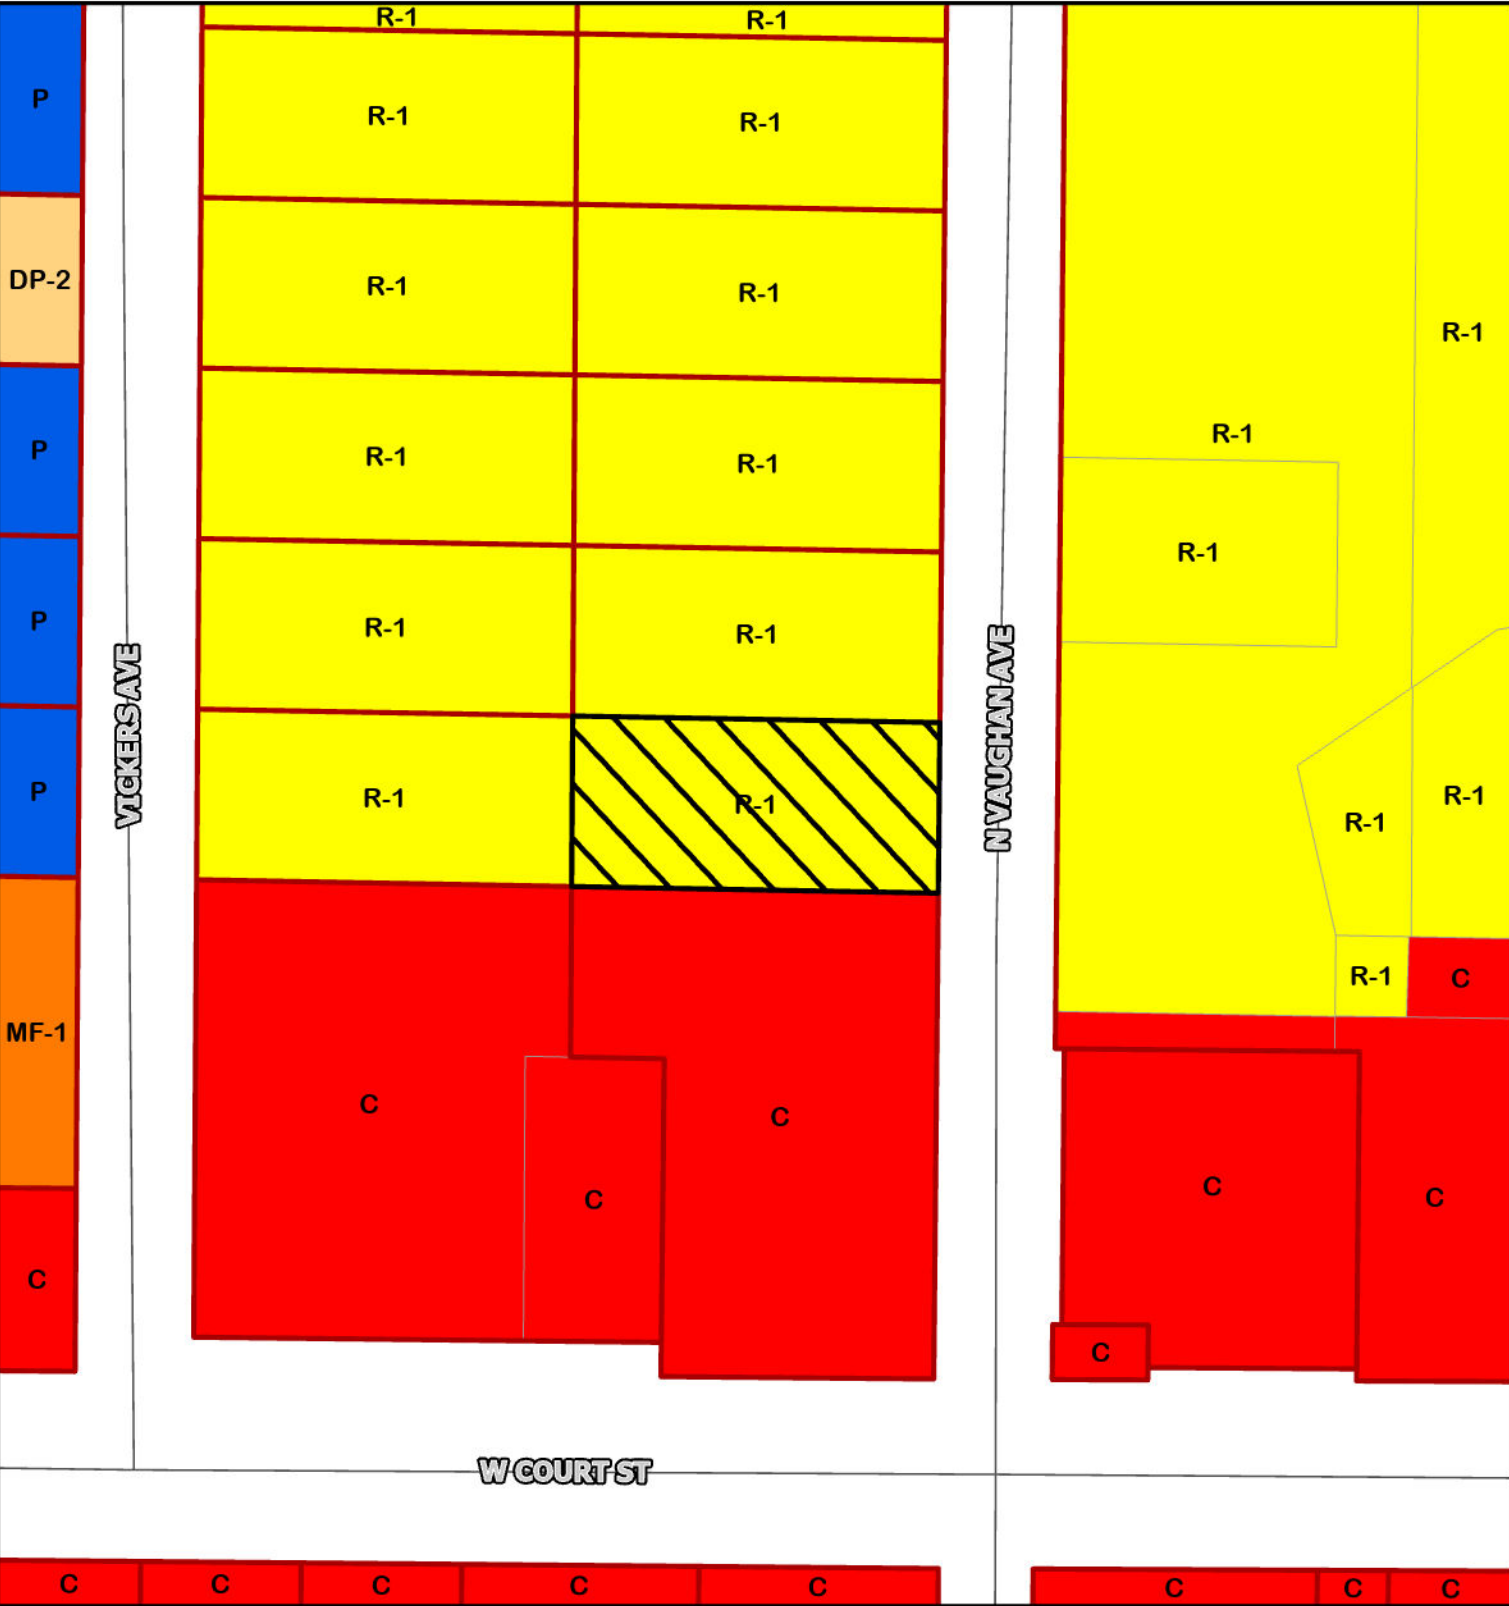 R-1 R-1
P R-1 R-1
DP-2 R-1 R-1
R-1
R-1
P R-1 R-1
R-1
P R-1 R-1
VICKERS AVE
N VAUGHAN AVE
P R-1 R-1 R-1 R-1
R-1 C
MF-1
C C
C C C
C
C
W COURT ST
C C C C C C C C